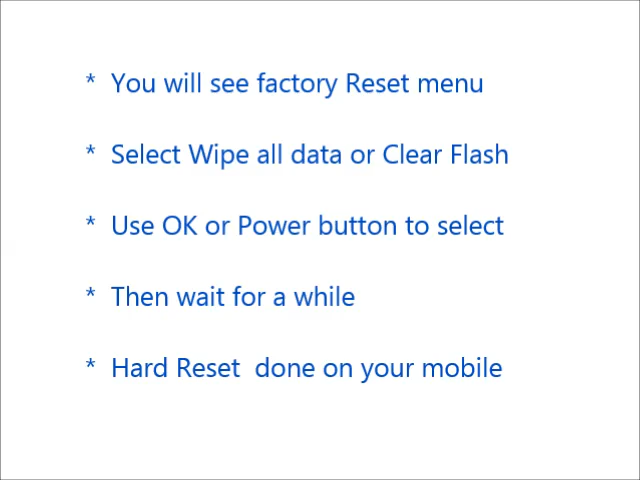 * You will see factory Reset menu
* Select Wipe all data or Clear Flash
* Use OK or Power button to select
* Then wait for a while
* Hard Reset  done on your mobile